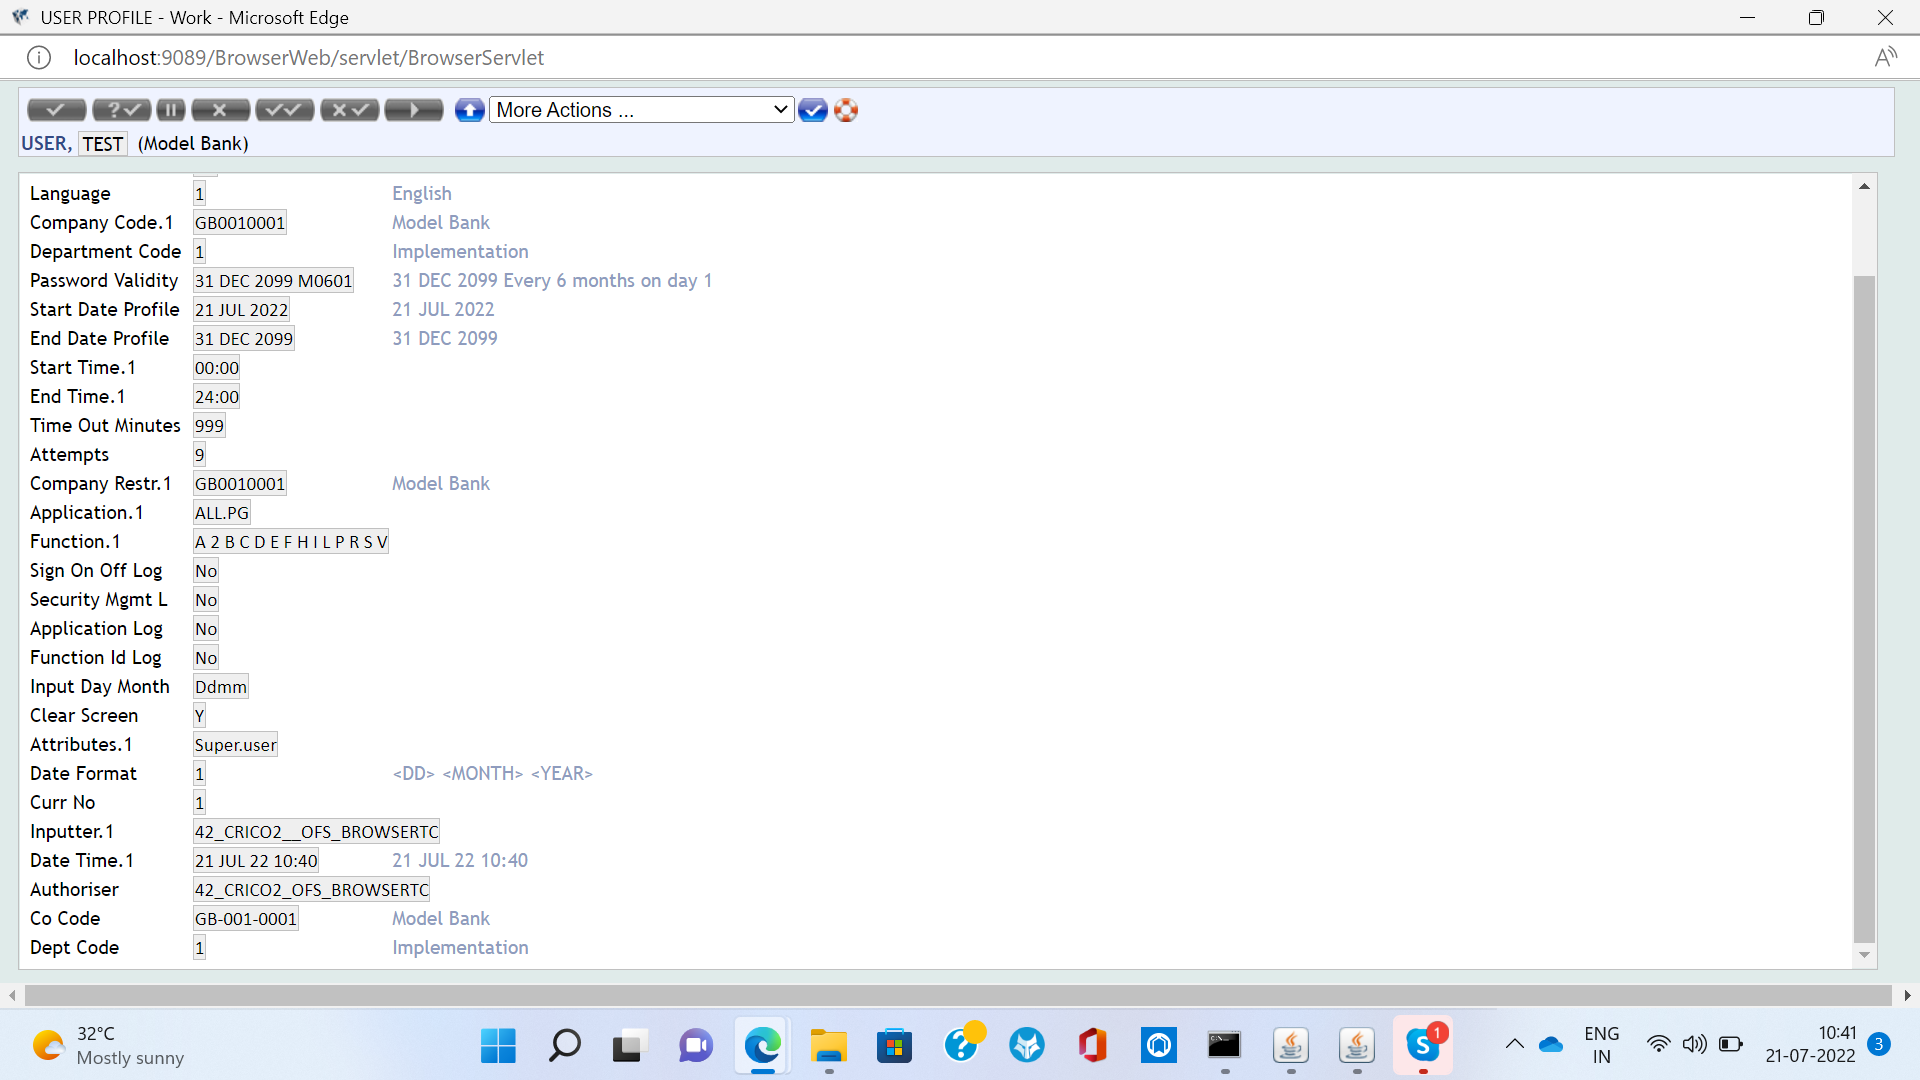 USER PROFILE - Work - Microsoft Edge
localhost:9089/BrowserWeb/servlet/BrowserServlet
More Actions ...
USER, TEST (Model Bank)
Language 1 English
Company Code.1 GB0010001 Model Bank
Department Code 1 Implementation
Password Validity 31 DEC 2099 M0601 31 DEC 2099 Every 6 months on day 1
Start Date Profile 21 JUL 2022 21 JUL 2022
End Date Profile 31 DEC 2099 31 DEC 2099
Start Time.1 00:00
End Time.1 24:00
Time Out Minutes 999
Attempts 9
Company Restr.1 GB0010001 Model Bank
Application.1 ALL.PG
Function.1 A 2 B C D E F H I L P R S V
Sign On Off Log No
Security Mgmt L No
Application Log No
Function Id Log No
Input Day Month Ddmm
Clear Screen Y
Attributes.1 Super.user
Date Format 1 <DD> <MONTH> <YEAR>
Curr No 1
Inputter.1 42_CRICO2__OFS_BROWSERTC
Date Time.1 21 JUL 22 10:40 21 JUL 22 10:40
Authoriser 42_CRICO2_OFS_BROWSERTC
Co Code GB-001-0001 Model Bank
Dept Code 1 Implementation
32°C
Mostly sunny
1
ENG
IN
10:41
21-07-2022
3